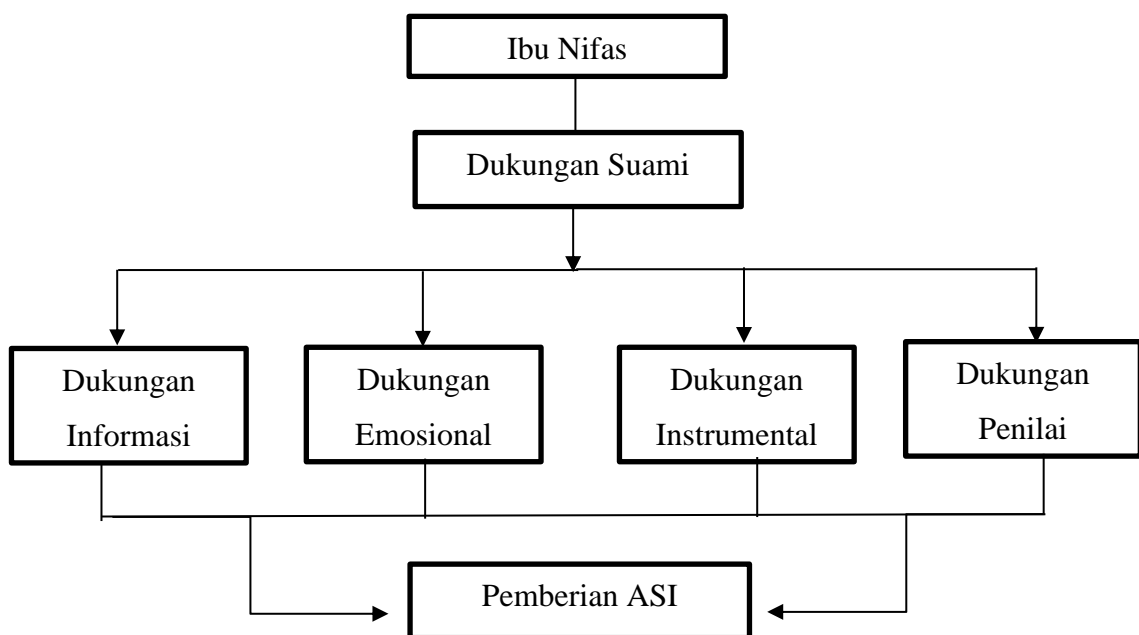 Ibu Nifas
Dukungan Suami
Dukungan
Informasi
Dukungan
Emosional
Dukungan
Instrumental
Dukungan
Penilai
Pemberian ASI